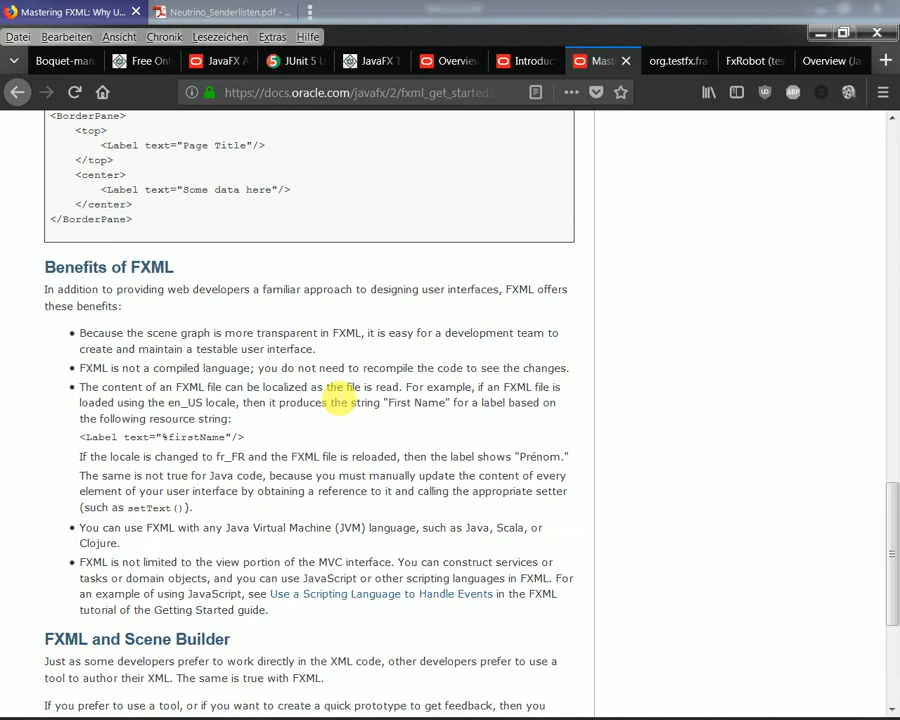 Mastering FXML: Why U...
Neutrino_Senderlisten.pdf - ...
Datei Bearbeiten Ansicht Chronik Lesezeichen Extras Hilfe
Boquet-man
Free Onl
JavaFX A
JUnit 5 U
JavaFX T
Overview
Introduc
Mast
org.testfx.fra
FxRobot (tes
Overview (Ja
https://docs.oracle.com/javafx/2/fxml_get_started/
<BorderPane>
<top>
<Label text="Page Title"/>
</top>
<center>
<Label text="Some data here"/>
</center>
</BorderPane>
Benefits of FXML
In addition to providing web developers a familiar approach to designing user interfaces, FXML offers
these benefits:
• Because the scene graph is more transparent in FXML, it is easy for a development team to
create and maintain a testable user interface.
• FXML is not a compiled language; you do not need to recompile the code to see the changes.
• The content of an FXML file can be localized as the file is read. For example, if an FXML file is
loaded using the en_US locale, then it produces the string "First Name" for a label based on
the following resource string:
<Label text="%firstName"/>
If the locale is changed to fr_FR and the FXML file is reloaded, then the label shows "Prénom."
The same is not true for Java code, because you must manually update the content of every
element of your user interface by obtaining a reference to it and calling the appropriate setter
(such as setText()).
• You can use FXML with any Java Virtual Machine (JVM) language, such as Java, Scala, or
Clojure.
• FXML is not limited to the view portion of the MVC interface. You can construct services or
tasks or domain objects, and you can use JavaScript or other scripting languages in FXML. For
an example of using JavaScript, see Use a Scripting Language to Handle Events in the FXML
tutorial of the Getting Started guide.
FXML and Scene Builder
Just as some developers prefer to work directly in the XML code, other developers prefer to use a
tool to author their XML. The same is true with FXML.
If you prefer to use a tool, or if you want to create a quick prototype to get feedback, then you